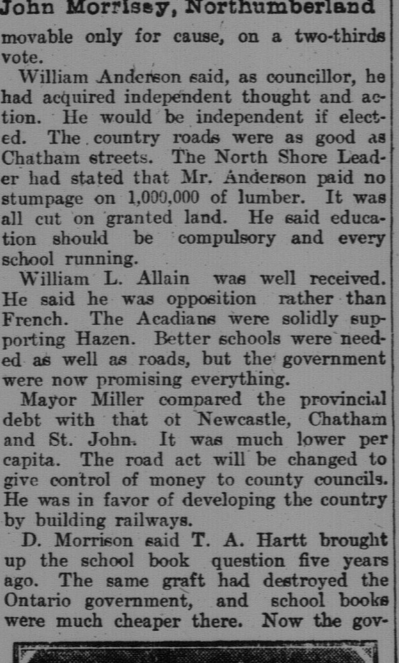 John Morrissy, Northumberland
movable only for cause, on a two-thirds
vote.
William Anderson said, as councillor, he
had acquired independent thought and ac-
tion. He would be independent if elect-
ed. The country roads were as good as
Chatham streets. The North Shore Lead-
er had stated that Mr. Anderson paid no
stumpage on 1,000,000 of lumber. It was
all cut on granted land. He said educa-
tion should be compulsory and every
school running.
William L. Allain was well received.
He said he was opposition rather than
French. The Acadians were solidly sup-
porting Hazen. Better schools were need-
ed as well as roads, but the government
were now promising everything.
Mayor Miller compared the provincial
debt with that ot Newcastle, Chatham
and St. John. It was much lower per
capita. The road act will be changed to
give control of money to county councils.
He was in favor of developing the country
by building railways.
D. Morrison said T. A. Hartt brought
up the school book question five years
ago. The same graft had destroyed the
Ontario government, and school books
were much cheaper there. Now the gov-